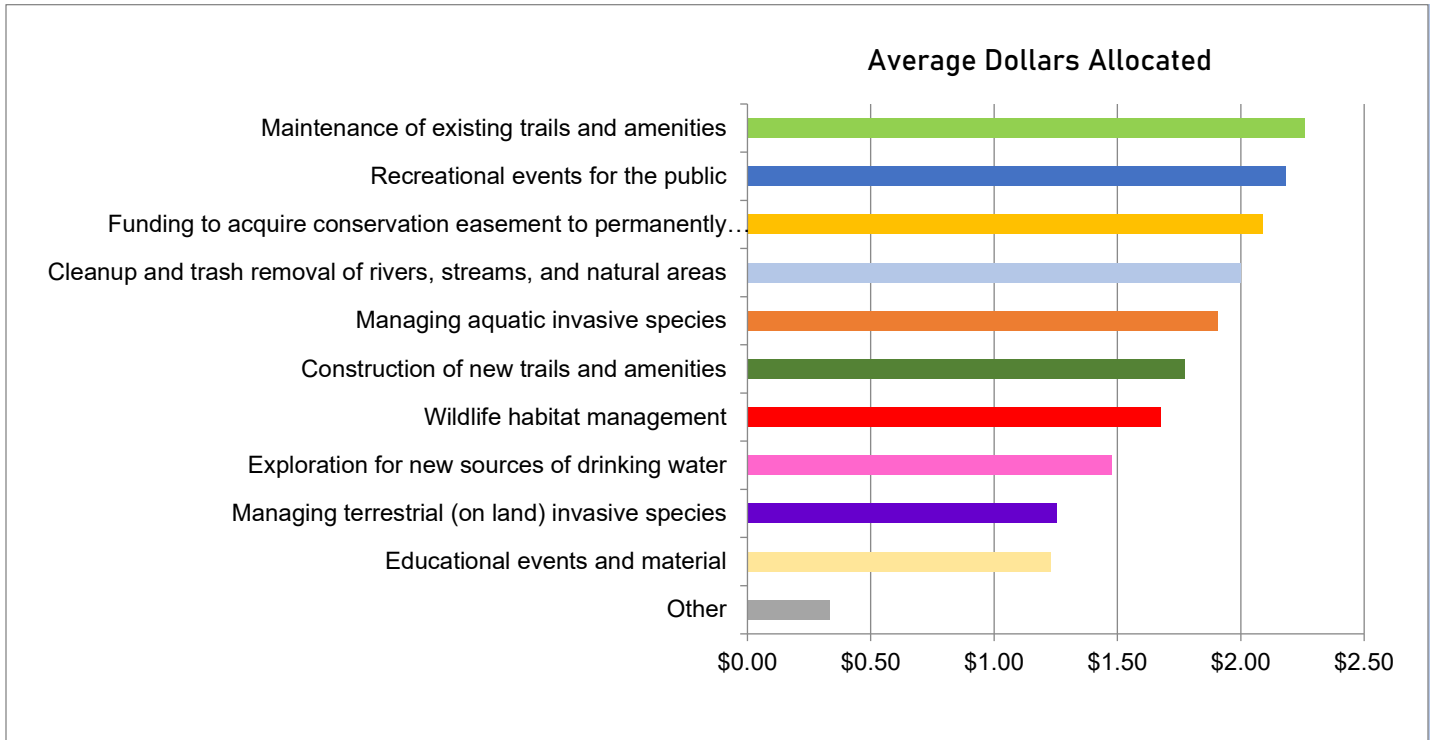 Average Dollars Allocated
Maintenance of existing trails and amenities
Recreational events for the public
Funding to acquire conservation easement to permanently…
Cleanup and trash removal of rivers, streams, and natural areas
Managing aquatic invasive species
Construction of new trails and amenities
Wildlife habitat management
Exploration for new sources of drinking water
Managing terrestrial (on land) invasive species
Educational events and material
Other
$0.00 $0.50 $1.00 $1.50 $2.00 $2.50